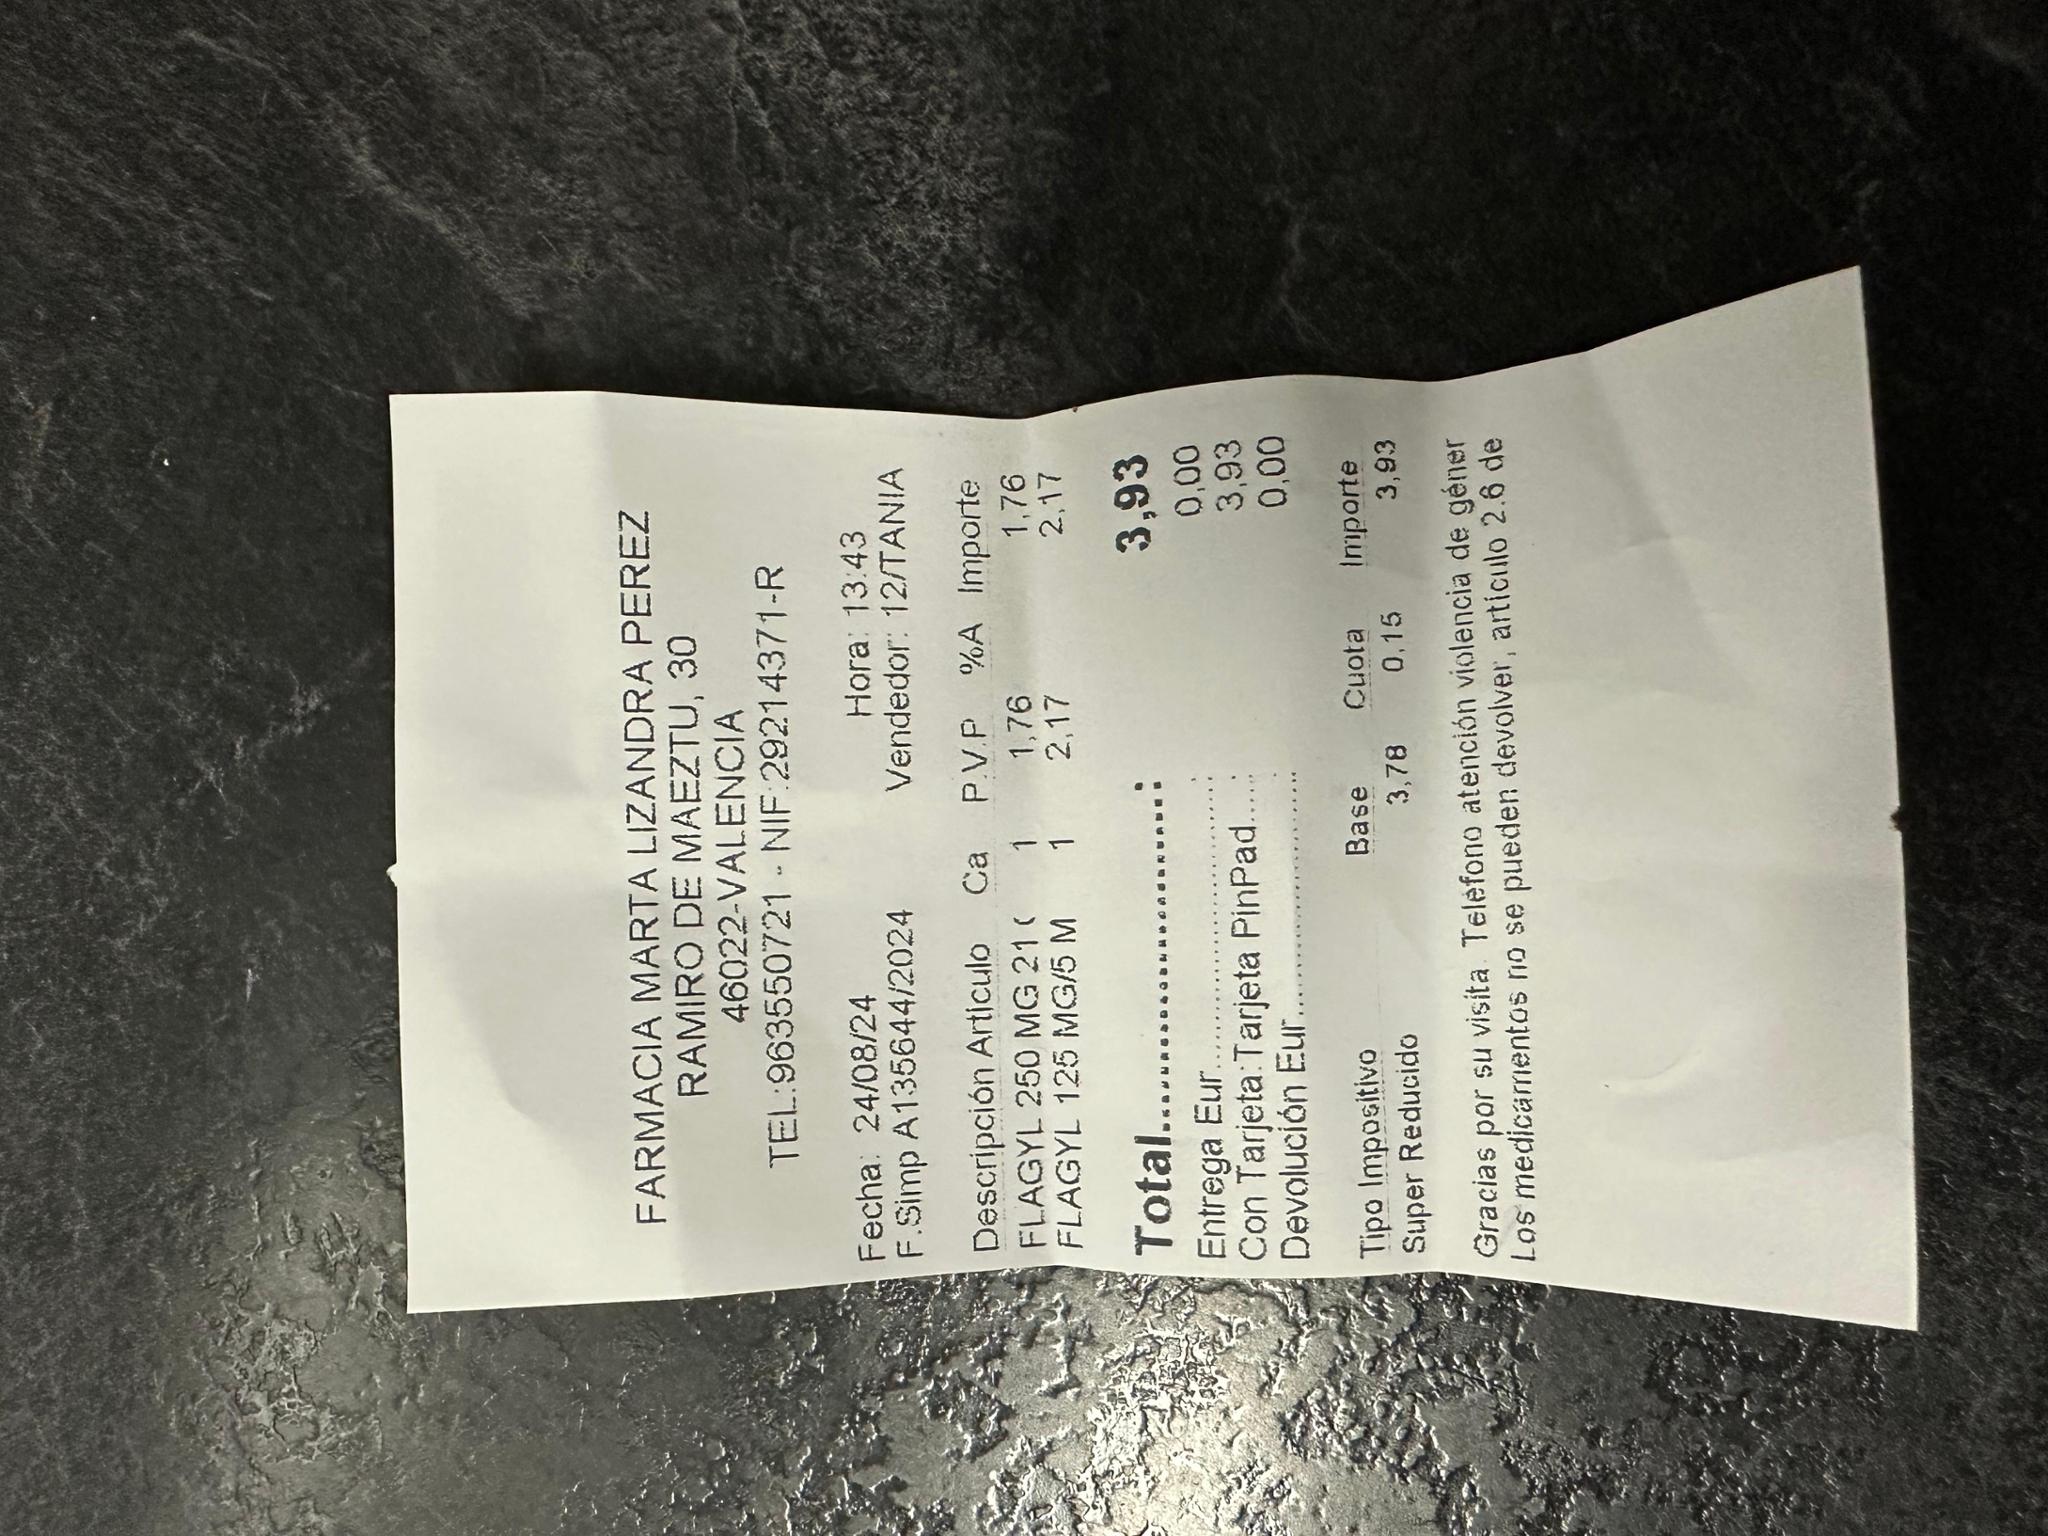 FARMACIA MARTA LIZANDRA PEREZ
RAMIRO DE MAEZTU, 30
46022-VALENCIA
TEL.:963550721 - NIF:29214371-R
Fecha: 24/08/24 Hora: 13:43
F.Simp A135644/2024 Vendedor: 12/TANIA
Descripción Articulo Ca P.V.P %A Importe
FLAGYL 250 MG 21 ( 1 1,76 1,76
FLAGYL 125 MG/5 M 1 2,17 2,17
Total........................... 3,93
Entrega Eur............................... 0,00
Con Tarjeta:Tarjeta PinPad..... 3,93
Devolución Eur........................... 0,00
Tipo Impositivo Base Cuota Importe
Super Reducido 3,78 0,15 3,93
Gracias por su visita. Teléfono atención violencia de géner
Los medicamentos no se pueden devolver, artículo 2.6 de